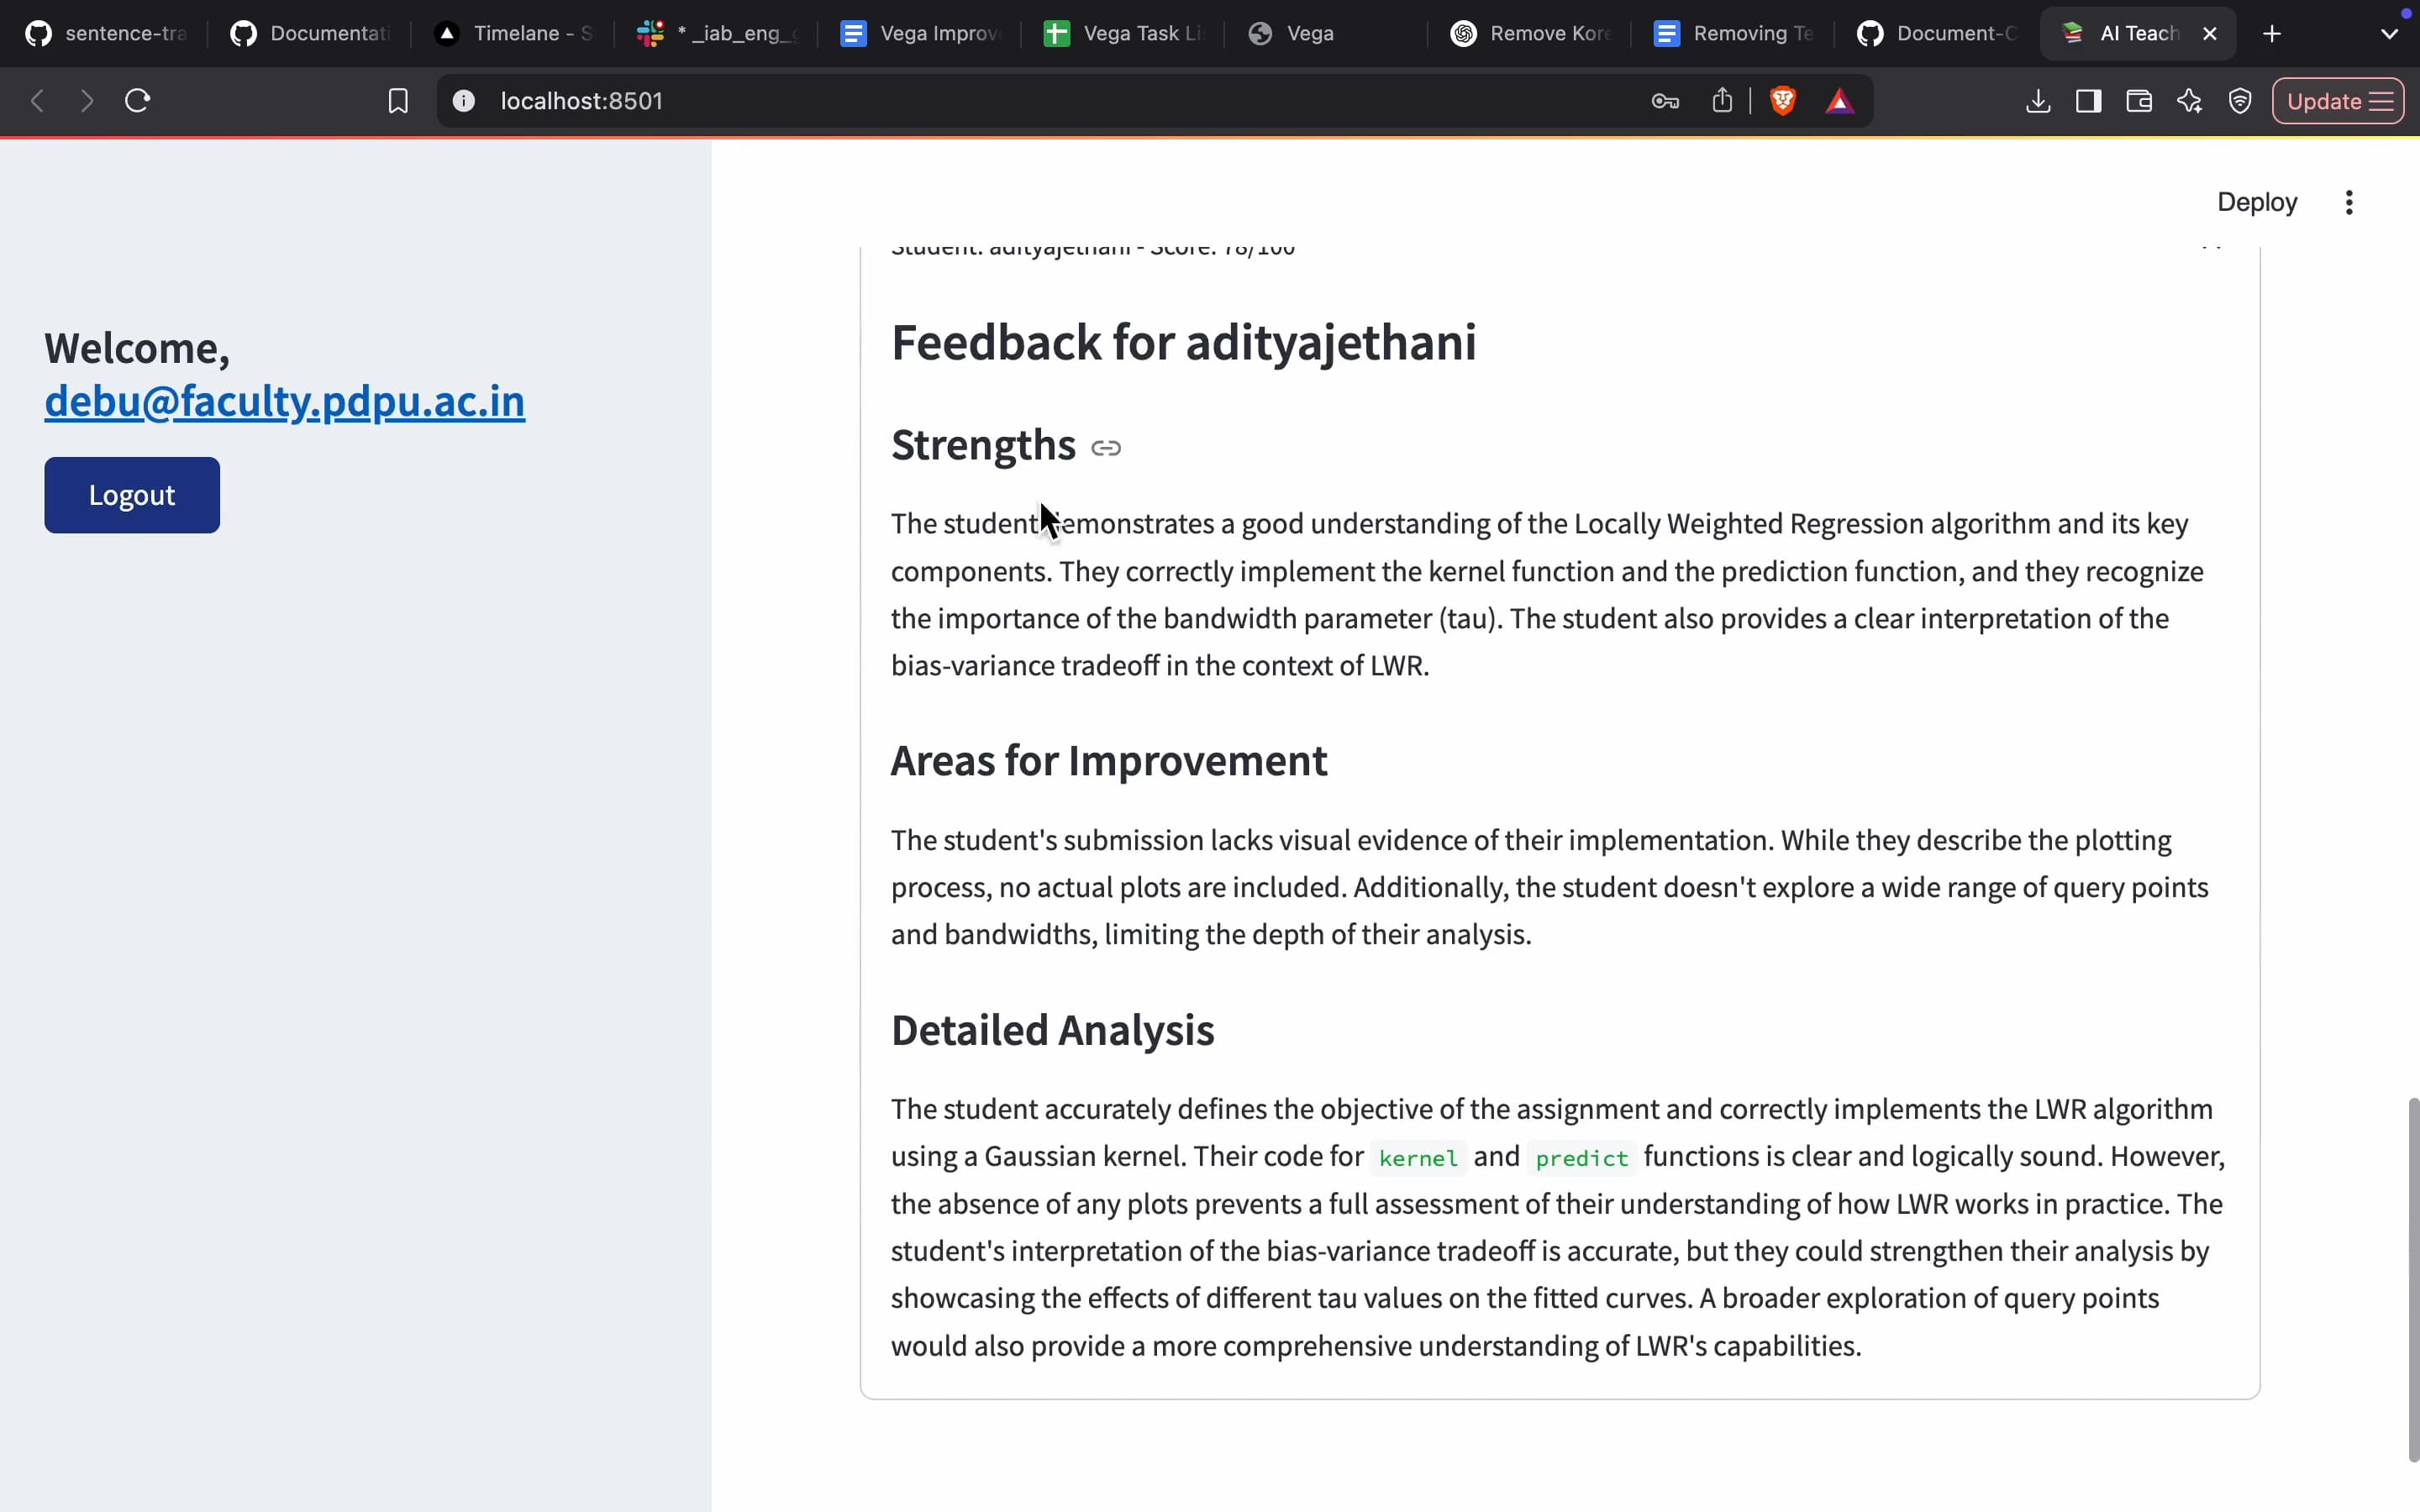 sentence-tra
Documentati
Timelane - S
* _iab_eng_g
Vega Improv
Vega Task Li
Vega
Remove Kore
Removing Te
Document-C
AI Teach
localhost:8501
Update
Deploy
Welcome,
debu@faculty.pdpu.ac.in
Logout
Student: adityajethani - Score: 78/100
Feedback for adityajethani
Strengths
The student demonstrates a good understanding of the Locally Weighted Regression algorithm and its key
components. They correctly implement the kernel function and the prediction function, and they recognize
the importance of the bandwidth parameter (tau). The student also provides a clear interpretation of the
bias-variance tradeoff in the context of LWR.
Areas for Improvement
The student's submission lacks visual evidence of their implementation. While they describe the plotting
process, no actual plots are included. Additionally, the student doesn't explore a wide range of query points
and bandwidths, limiting the depth of their analysis.
Detailed Analysis
The student accurately defines the objective of the assignment and correctly implements the LWR algorithm
using a Gaussian kernel. Their code for kernel and predict functions is clear and logically sound. However,
the absence of any plots prevents a full assessment of their understanding of how LWR works in practice. The
student's interpretation of the bias-variance tradeoff is accurate, but they could strengthen their analysis by
showcasing the effects of different tau values on the fitted curves. A broader exploration of query points
would also provide a more comprehensive understanding of LWR's capabilities.